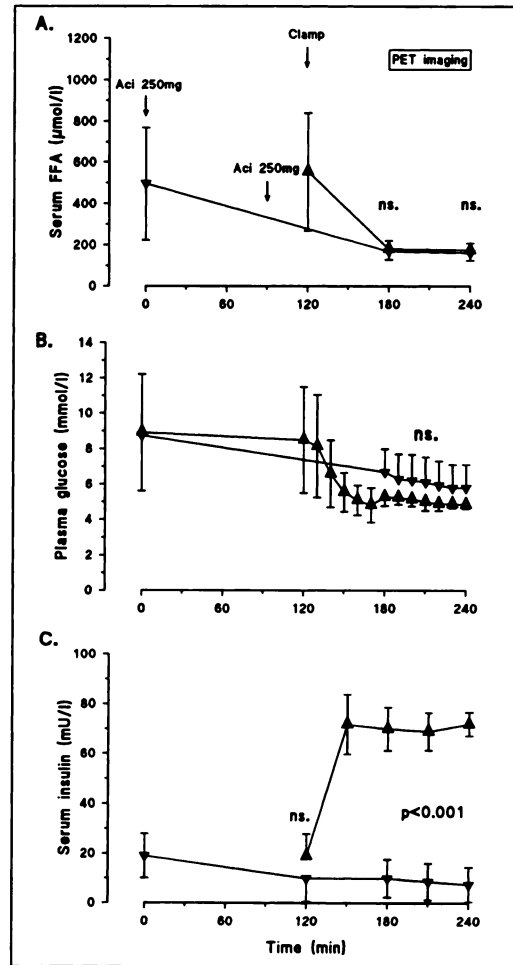 A.
Clamp
1200
PET imaging
1000
Aci 250mg
800
600
Aci 250mg
400
ns.
ns.
200
0
Serum FFA (μmol/l)
0 60 120 180 240
B.
14
12
10
ns.
8
6
4
2
0
Plasma glucose (mmol/l)
0 60 120 180 240
C.
100
80
60
40
p<0.001
ns.
20
0
Serum insulin (mU/l)
0 60 120 180 240
Time (min)